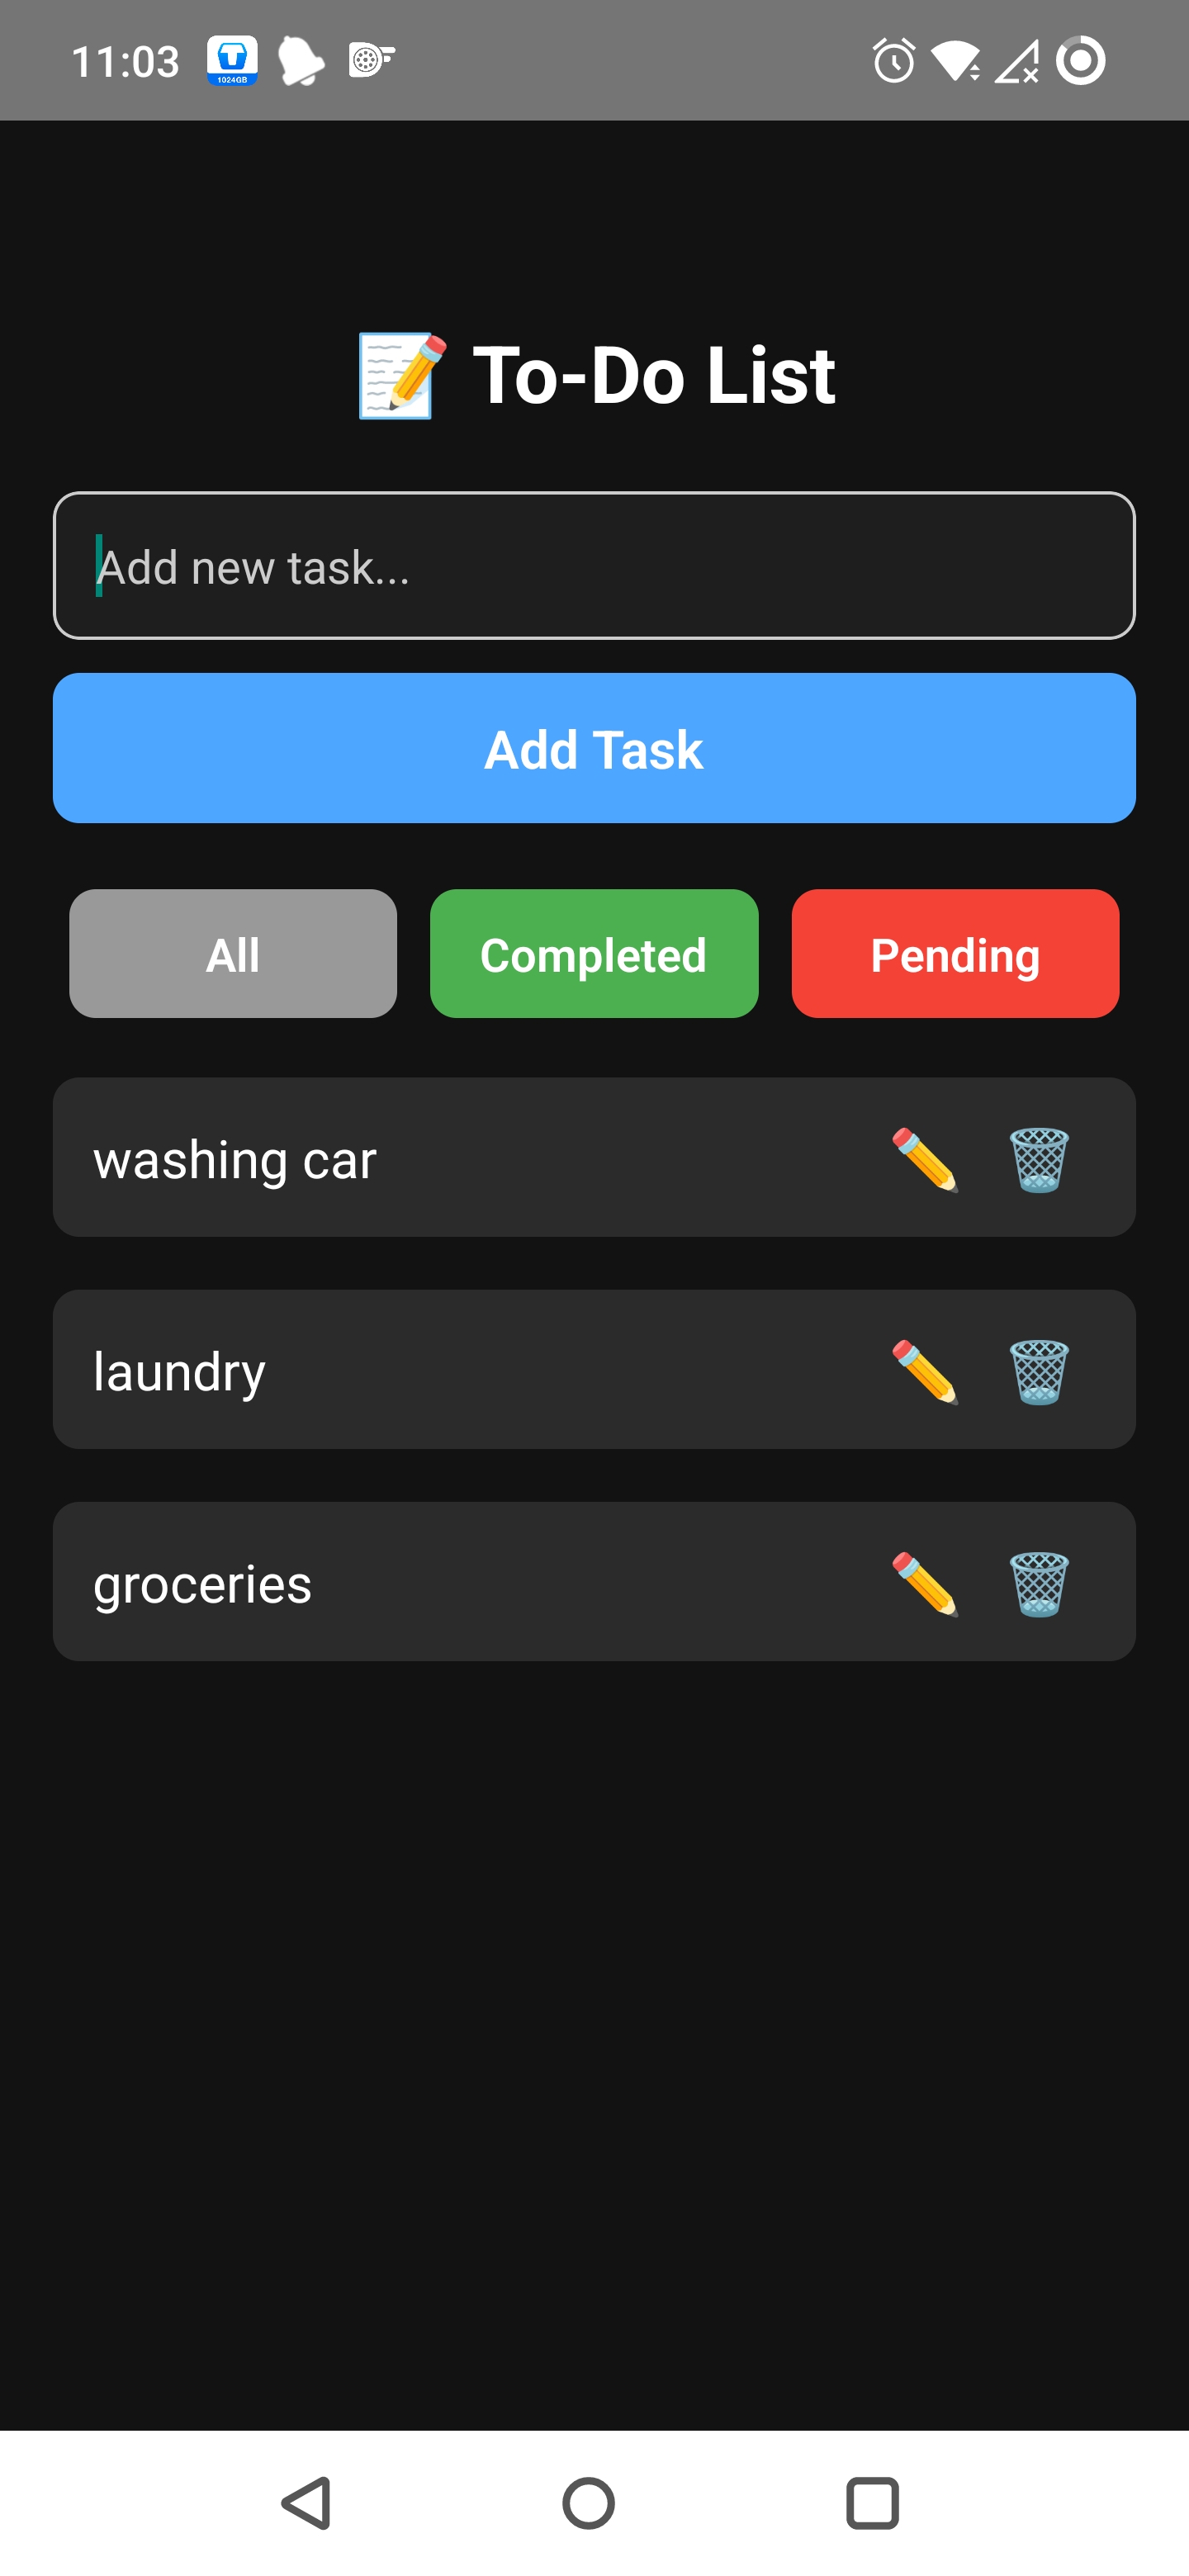 11:03
1024GB
To-Do List
Add new task...
Add Task
All Completed Pending
washing car
laundry
groceries